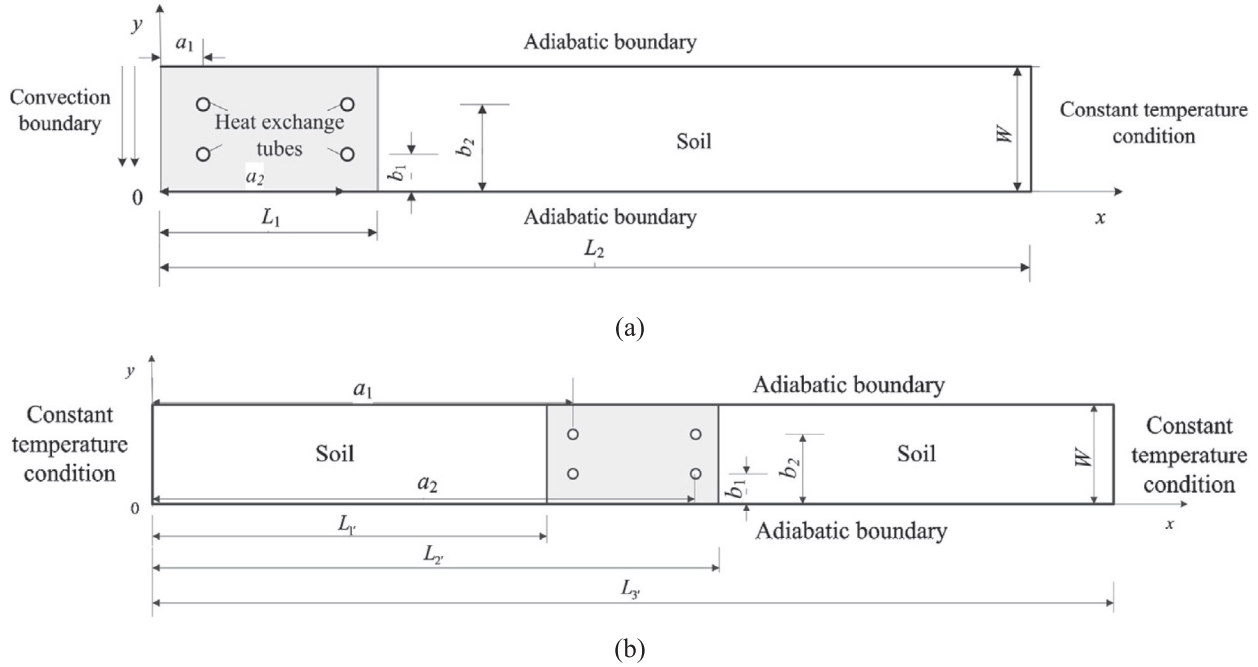 y
a1
Adiabatic boundary
Convection
boundary
Heat exchange
tubes
a2
b1
b2
Soil
W
Constant temperature
condition
0
L1
Adiabatic boundary
x
L2
(a)
y
a1
Adiabatic boundary
Constant
temperature
condition
Soil
a2
b1
b2
Soil
W
Constant
temperature
condition
0
L1'
Adiabatic boundary
x
L2'
L3'
(b)